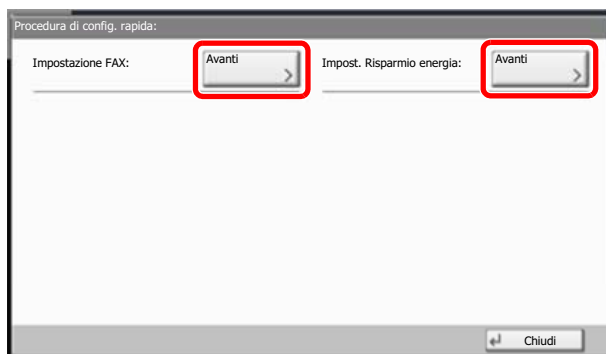 Procedura di config. rapida:
Impostazione FAX: Avanti Impost. Risparmio energia: Avanti
Chiudi